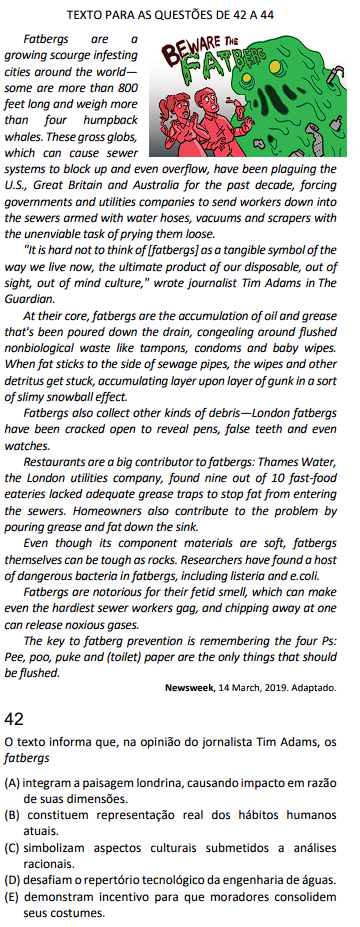 TEXTO PARA AS QUESTÕES DE 42 A 44
BEWARE THE
FATBERG
Fatbergs are a
growing scourge infesting
cities around the world—
some are more than 800
feet long and weigh more
than four humpback
whales. These gross globs,
which can cause sewer
systems to block up and even overflow, have been plaguing the
U.S., Great Britain and Australia for the past decade, forcing
governments and utilities companies to send workers down into
the sewers armed with water hoses, vacuums and scrapers with
the unenviable task of prying them loose.
"It is hard not to think of [fatbergs] as a tangible symbol of the
way we live now, the ultimate product of our disposable, out of
sight, out of mind culture," wrote journalist Tim Adams in The
Guardian.
At their core, fatbergs are the accumulation of oil and grease
that's been poured down the drain, congealing around flushed
nonbiological waste like tampons, condoms and baby wipes.
When fat sticks to the side of sewage pipes, the wipes and other
detritus get stuck, accumulating layer upon layer of gunk in a sort
of slimy snowball effect.
Fatbergs also collect other kinds of debris—London fatbergs
have been cracked open to reveal pens, false teeth and even
watches.
Restaurants are a big contributor to fatbergs: Thames Water,
the London utilities company, found nine out of 10 fast-food
eateries lacked adequate grease traps to stop fat from entering
the sewers. Homeowners also contribute to the problem by
pouring grease and fat down the sink.
Even though its component materials are soft, fatbergs
themselves can be tough as rocks. Researchers have found a host
of dangerous bacteria in fatbergs, including listeria and e.coli.
Fatbergs are notorious for their fetid smell, which can make
even the hardiest sewer workers gag, and chipping away at one
can release noxious gases.
The key to fatberg prevention is remembering the four Ps:
Pee, poo, puke and (toilet) paper are the only things that should
be flushed.
Newsweek, 14 March, 2019. Adaptado.
42
O texto informa que, na opinião do jornalista Tim Adams, os
fatbergs
(A) integram a paisagem londrina, causando impacto em razão
de suas dimensões.
(B) constituem representação real dos hábitos humanos
atuais.
(C) simbolizam aspectos culturais submetidos a análises
racionais.
(D) desafiam o repertório tecnológico da engenharia de águas.
(E) demonstram incentivo para que moradores consolidem
seus costumes.